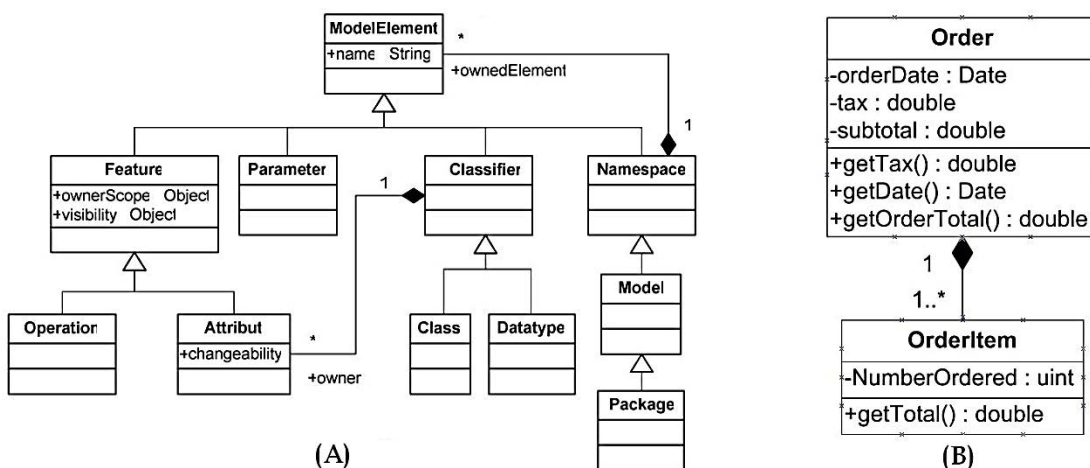 ModelElement
+name String
*
+ownedElement
1
Feature
+ownerScope Object
+visibility Object
Parameter
1
Classifier
Namespace
Operation
Attribut
+changeability
*
+owner
Class
Datatype
Model
Package
(A)
Order
-orderDate : Date
-tax : double
-subtotal : double
+getTax() : double
+getDate() : Date
+getOrderTotal() : double
1
1..*
OrderItem
-NumberOrdered : uint
+getTotal() : double
(B)